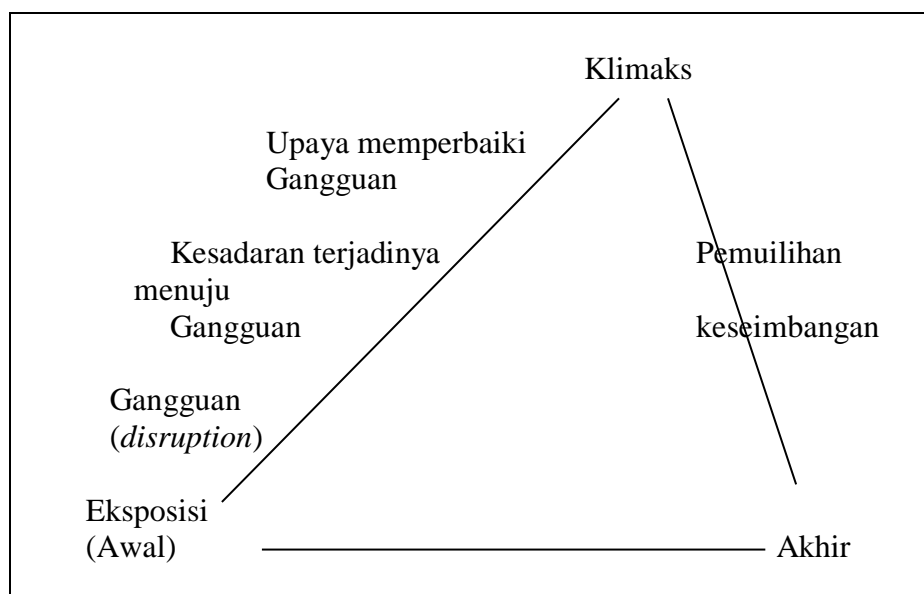 Klimaks
Upaya memperbaiki
Gangguan
Kesadaran terjadinya
menuju
Gangguan
Pemuilihan
keseimbangan
Gangguan
(disruption)
Eksposisi
(Awal)
Akhir